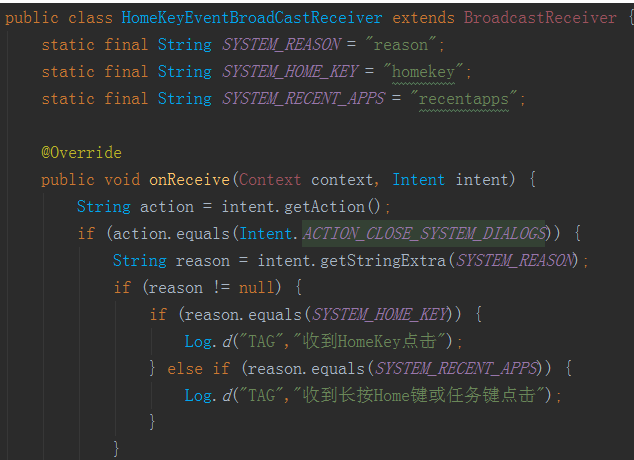 public class HomeKeyEventBroadCastReceiver extends BroadcastReceiver {
static final String SYSTEM_REASON = "reason";
static final String SYSTEM_HOME_KEY = "homekey";
static final String SYSTEM_RECENT_APPS = "recentapps";
@Override
public void onReceive(Context context, Intent intent) {
String action = intent.getAction();
if (action.equals(Intent.ACTION_CLOSE_SYSTEM_DIALOGS)) {
String reason = intent.getStringExtra(SYSTEM_REASON);
if (reason != null) {
if (reason.equals(SYSTEM_HOME_KEY)) {
Log.d("TAG","收到HomeKey点击");
} else if (reason.equals(SYSTEM_RECENT_APPS)) {
Log.d("TAG","收到长按Home键或任务键点击");
}
}